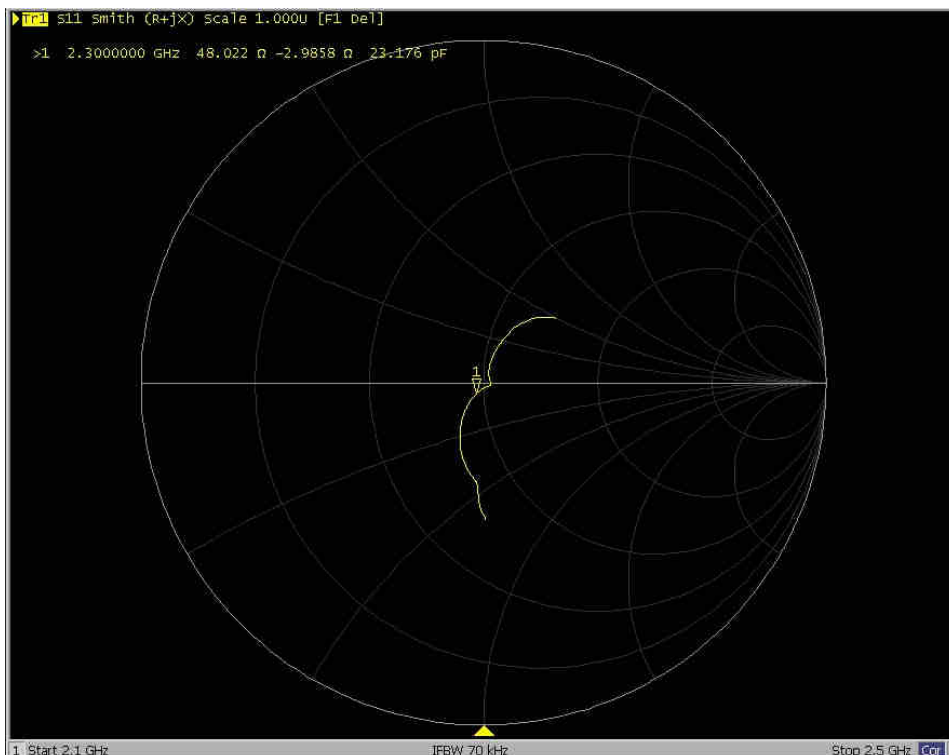 Tr1 S11 Smith (R+jX) Scale 1.000U [F1 Del]
>1 2.3000000 GHz 48.022 Ω -2.9858 Ω 23.176 pF
1
1 Start 2.1 GHz IFBW 70 kHz Stop 2.5 GHz Cor